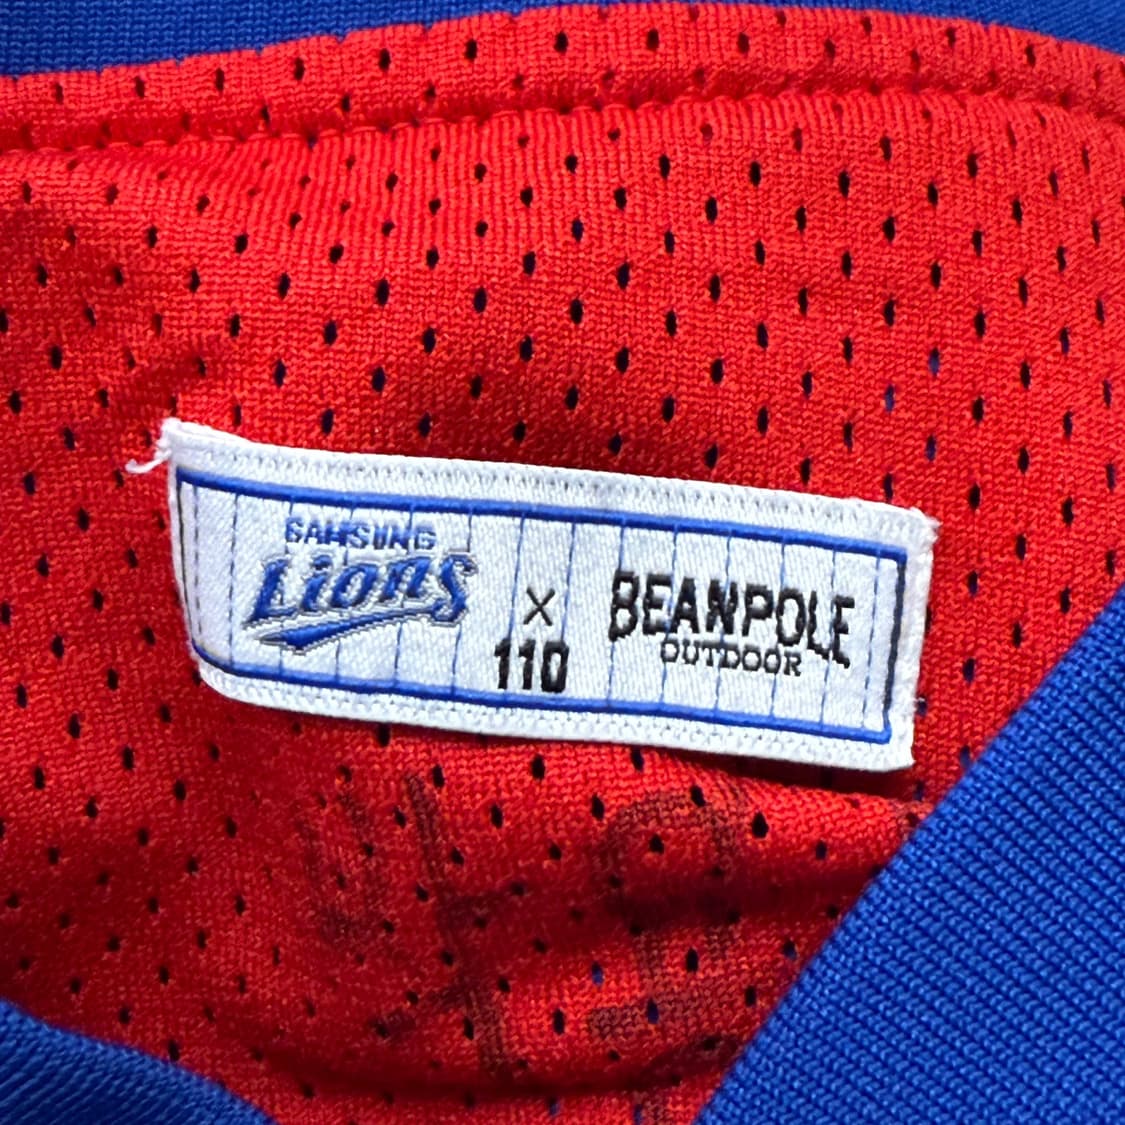 SAMSUNG
Lions
×
110
BEANPOLE
OUTDOOR